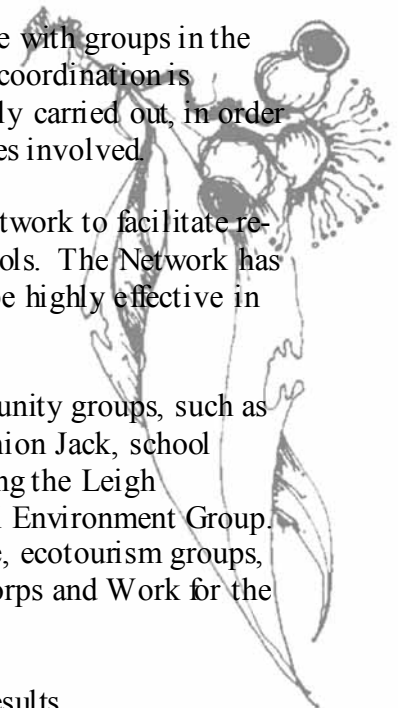 e with groups in the
coordination is
ly carried out, in order
es involved.
twork to facilitate re-
ols. The Network has
be highly effective in
unity groups, such as
nion Jack, school
ng the Leigh
Environment Group.
e, ecotourism groups,
orps and Work for the
esults